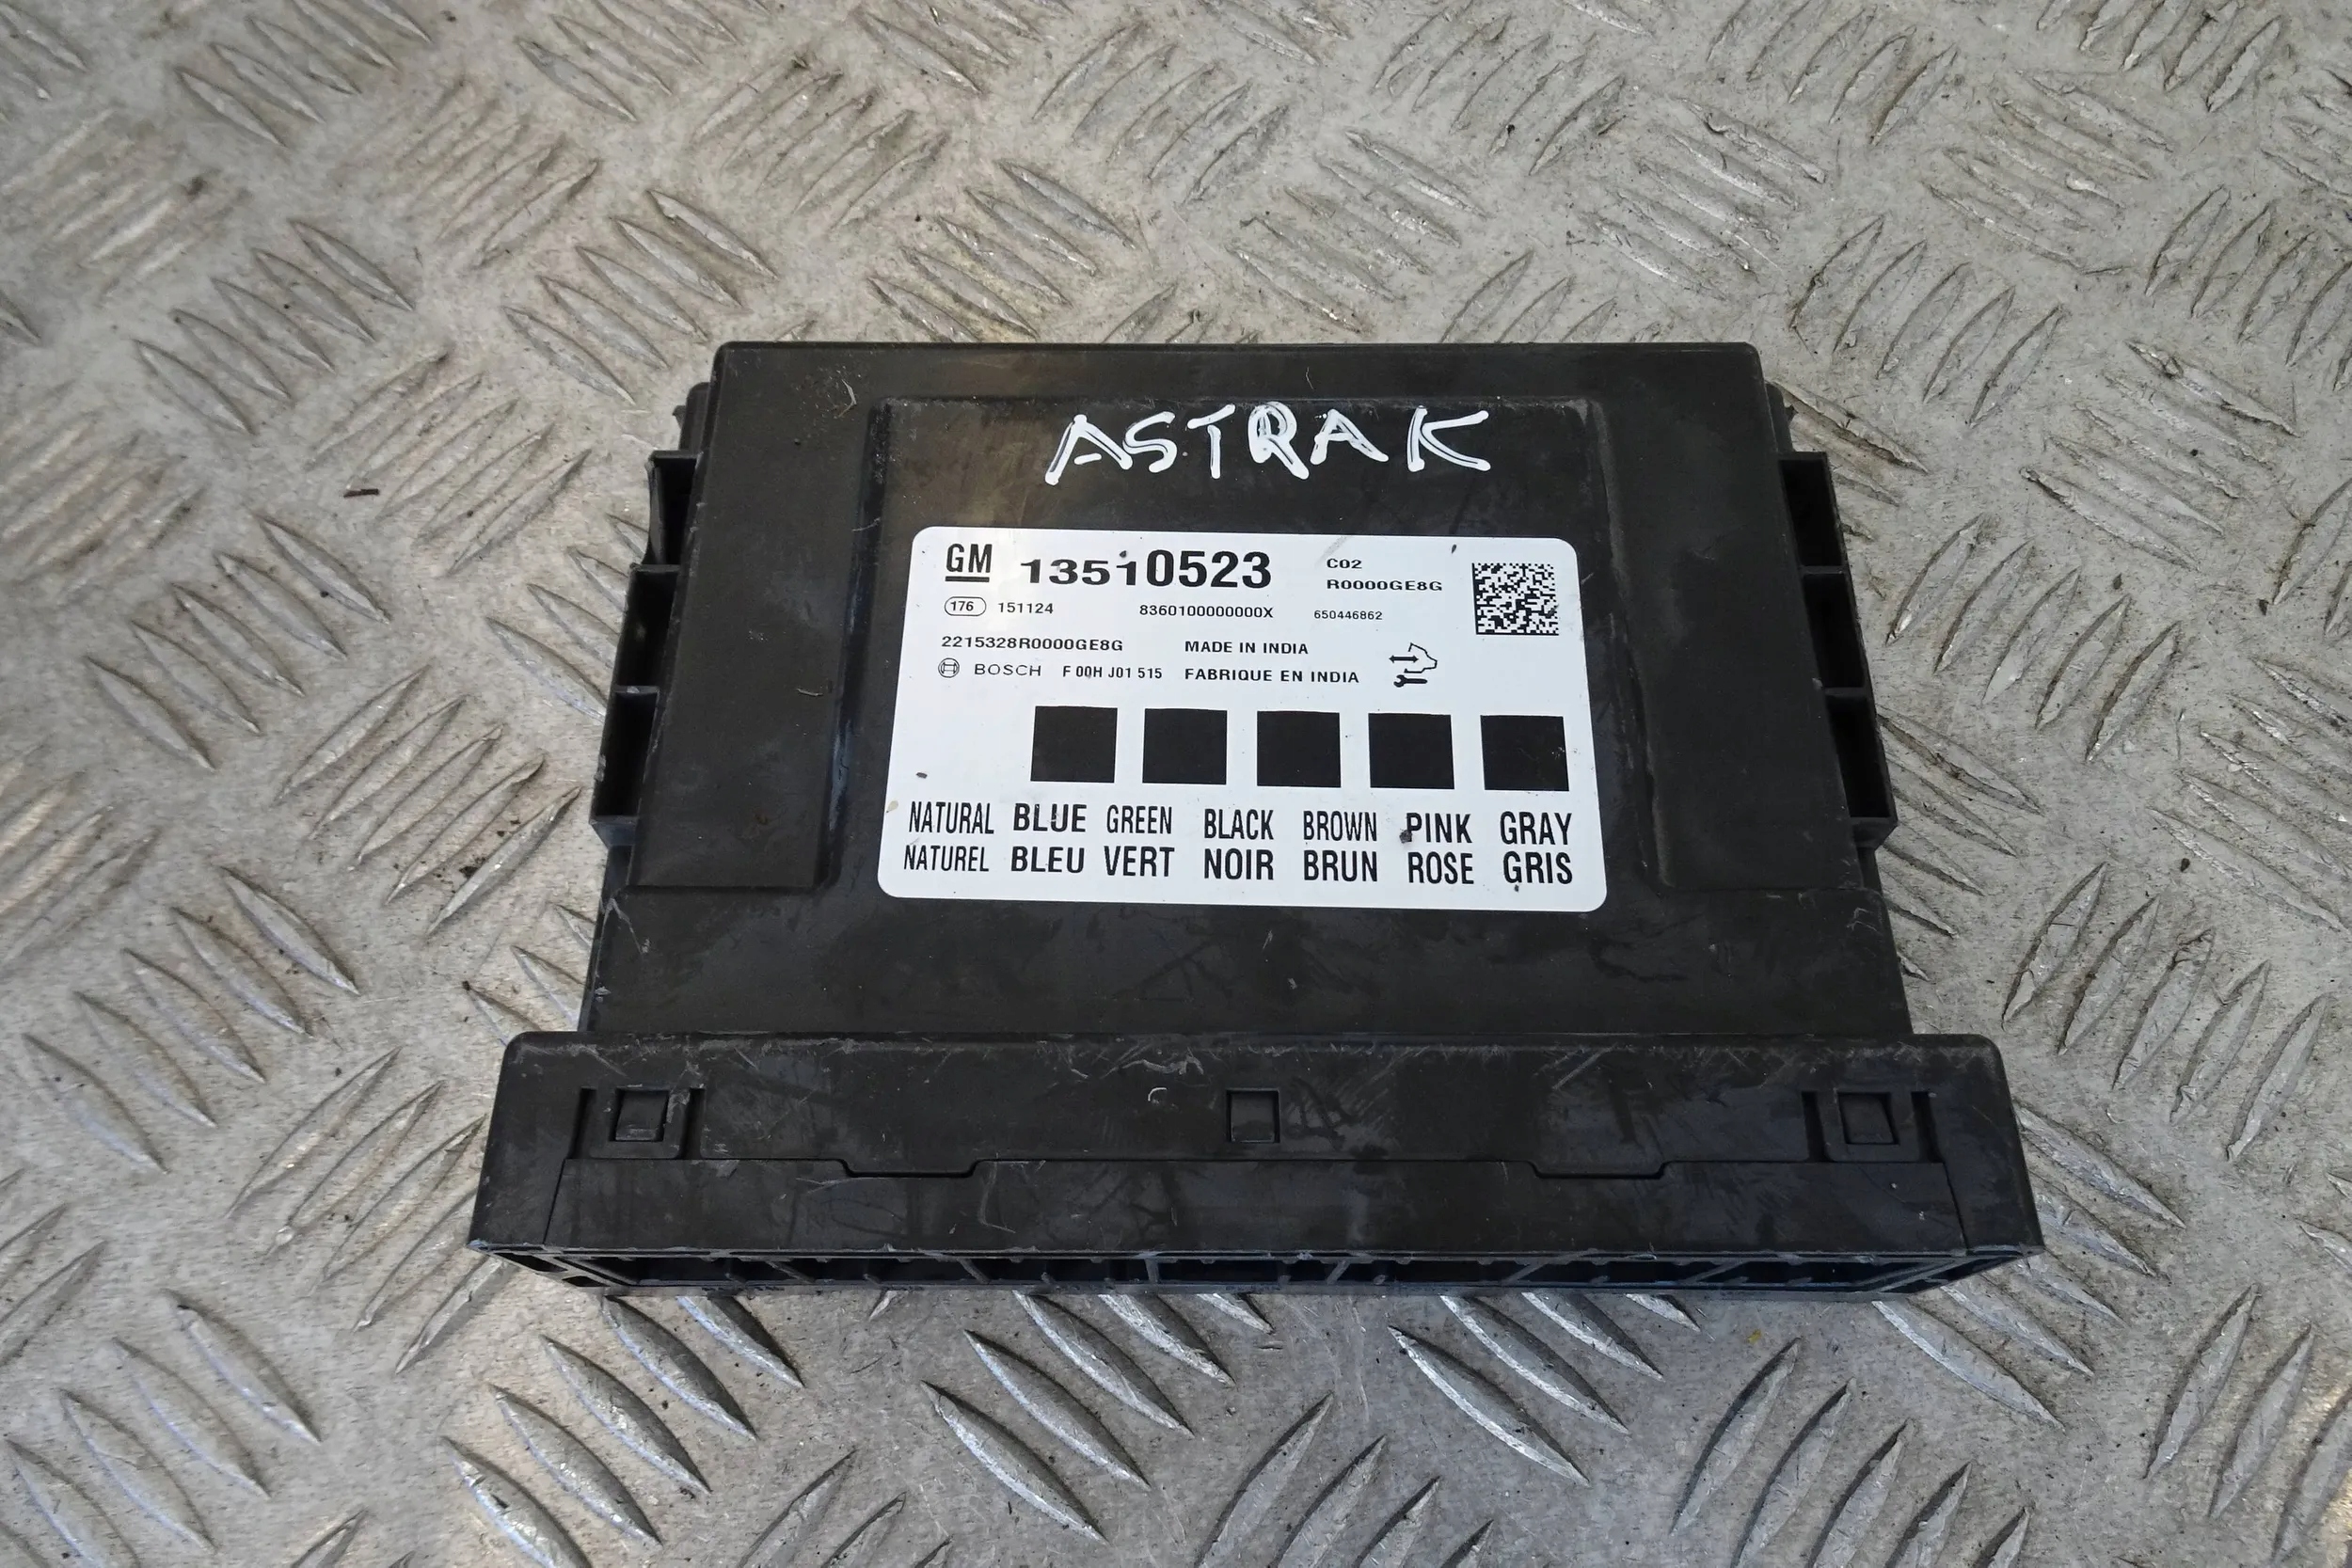 ASTRA K
GM 13510523 C02
R0000GE8G
176 151124 8360100000000X 650446862
2215328R0000GE8G MADE IN INDIA
BOSCH F 00H J01 515 FABRIQUE EN INDIA
NATURAL BLUE GREEN BLACK BROWN PINK GRAY
NATUREL BLEU VERT NOIR BRUN ROSE GRIS